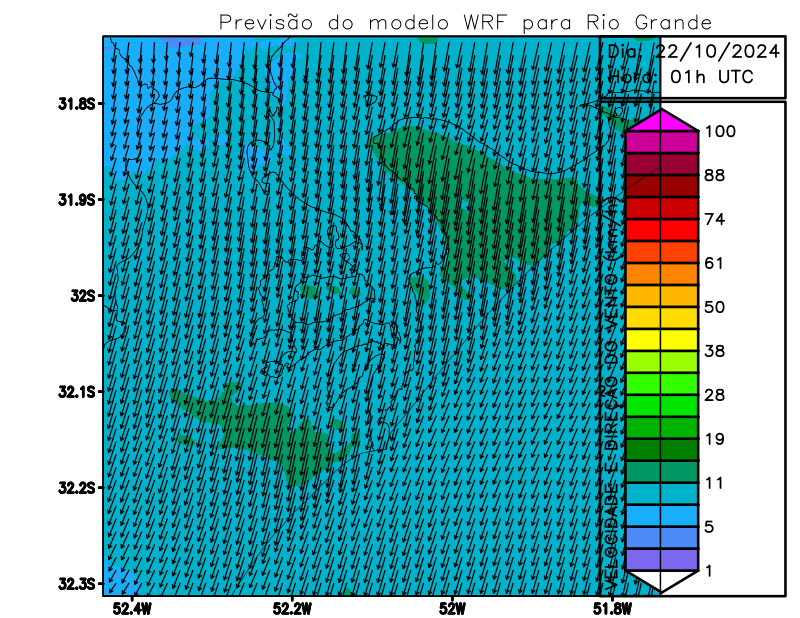 Previsão do modelo WRF para Rio Grande
Dia: 22/10/2024
Hora: 01h UTC
31.8S
31.9S
32S
32.1S
32.2S
32.3S
52.4W
52.2W
52W
51.8W
VELOCIDADE E DIREÇÃO DO VENTO (km/h)
100
88
74
61
50
38
28
19
11
5
1